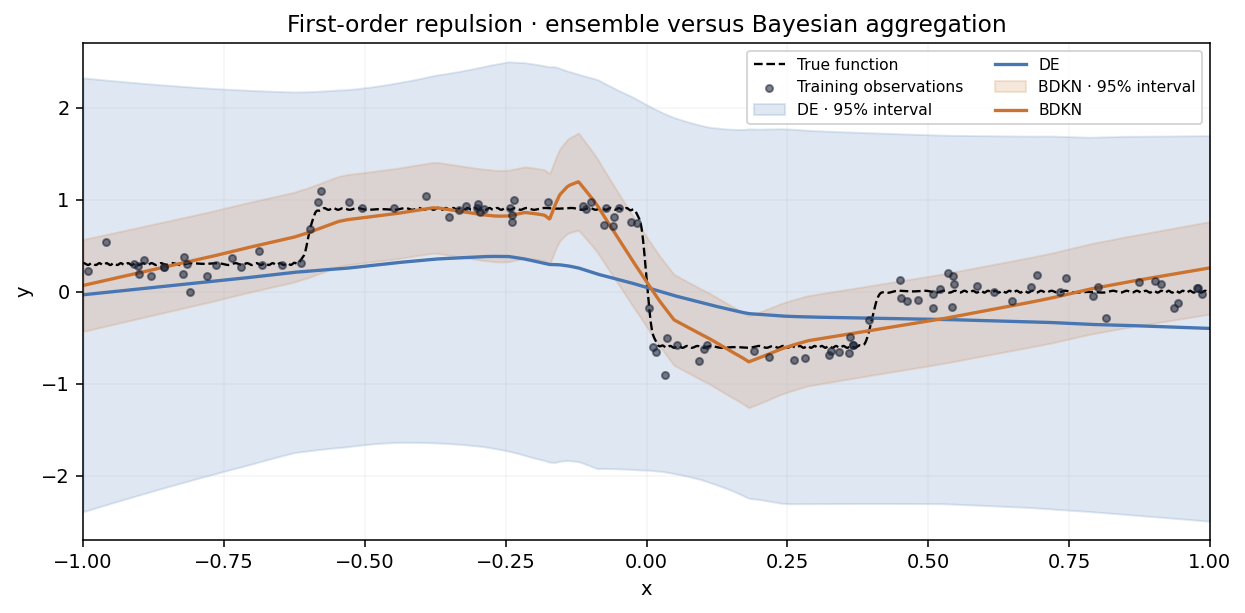 First-order repulsion · ensemble versus Bayesian aggregation
True function
Training observations
DE · 95% interval
DE
BDKN · 95% interval
BDKN
y
2
1
0
−1
−2
−1.00 −0.75 −0.50 −0.25 0.00 0.25 0.50 0.75 1.00
x